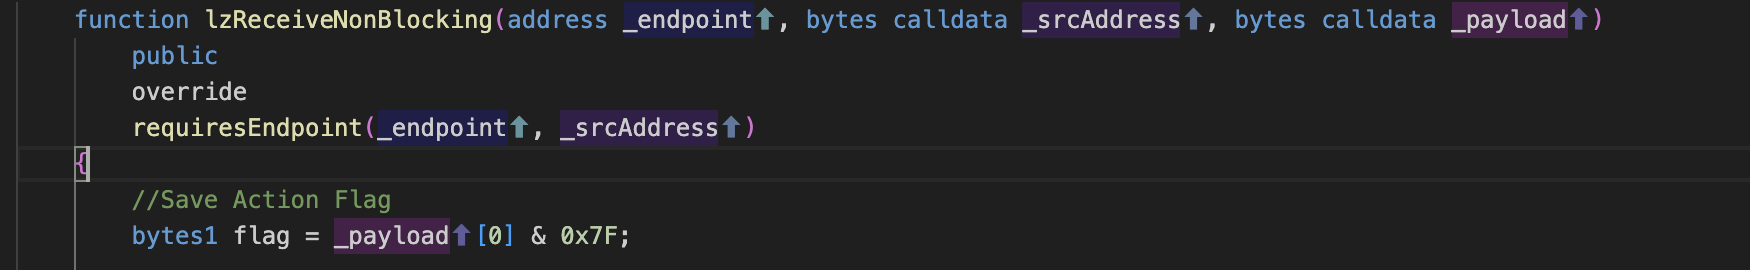 function lzReceiveNonBlocking(address _endpoint⬆, bytes calldata _srcAddress⬆, bytes calldata _payload⬆)
public
override
requiresEndpoint(_endpoint⬆, _srcAddress⬆)
{
//Save Action Flag
bytes1 flag = _payload⬆[0] & 0x7F;